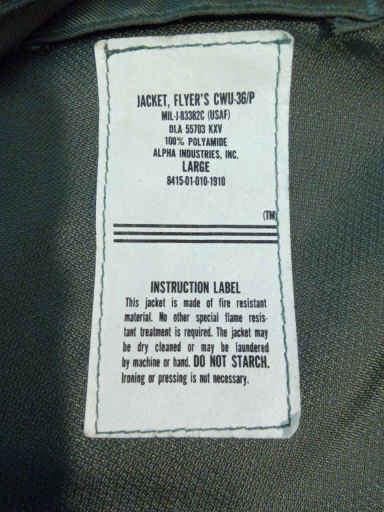 JACKET, FLYER'S CWU-36/P
MIL-J-83382C (USAF)
DLA 55703 KXV
100% POLYAMIDE
ALPHA INDUSTRIES, INC.
LARGE
8415-01-010-1910
(TM)
INSTRUCTION LABEL
This jacket is made of fire resistant
material. No other special flame resis-
tant treatment is required. The jacket may
be dry cleaned or may be laundered
by machine or hand. DO NOT STARCH.
Ironing or pressing is not necessary.